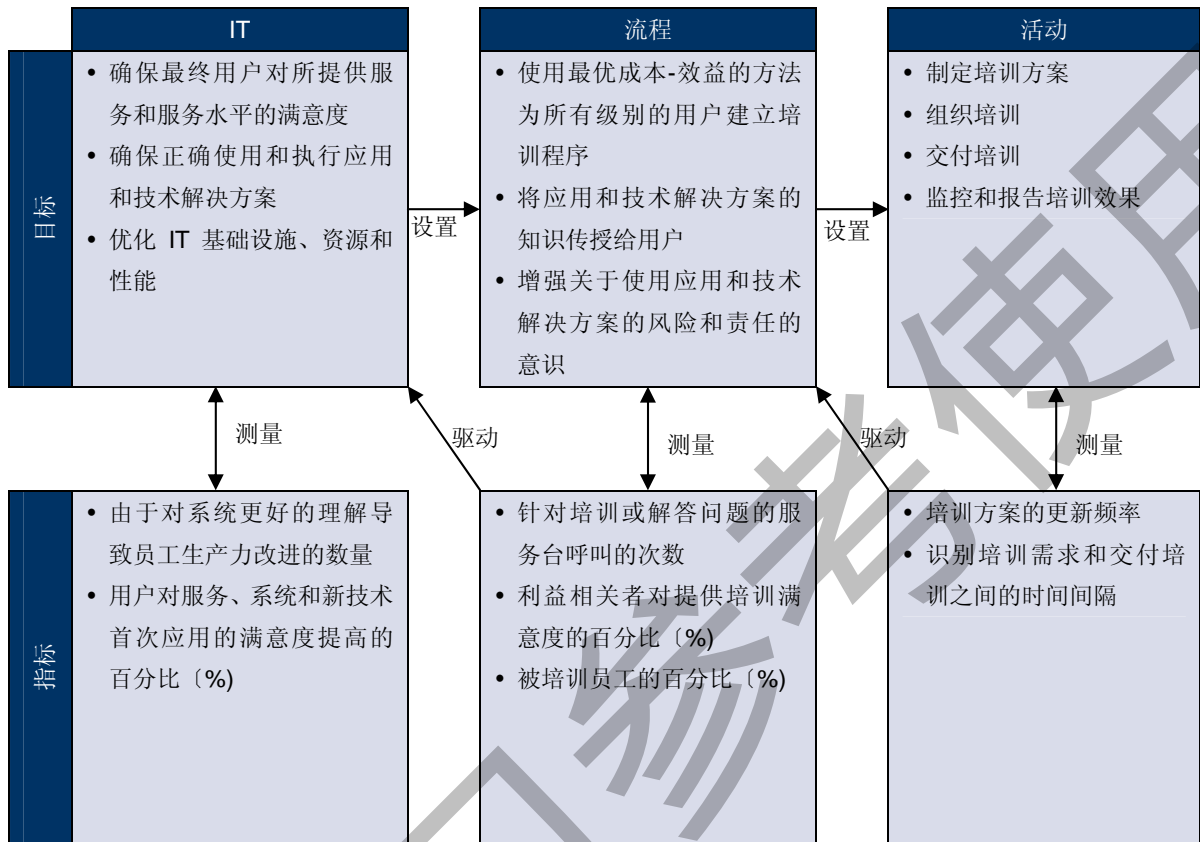 IT
流程
活动
目标
• 确保最终用户对所提供服
务和服务水平的满意度
• 确保正确使用和执行应用
和技术解决方案
• 优化 IT 基础设施、资源和
性能
设置
• 使用最优成本-效益的方法
为所有级别的用户建立培
训程序
• 将应用和技术解决方案的
知识传授给用户
• 增强关于使用应用和技术
解决方案的风险和责任的
意识
设置
• 制定培训方案
• 组织培训
• 交付培训
• 监控和报告培训效果
测量
驱动
测量
驱动
测量
指标
• 由于对系统更好的理解导
致员工生产力改进的数量
• 用户对服务、系统和新技术
首次应用的满意度提高的
百分比〔%)
• 针对培训或解答问题的服
务台呼叫的次数
• 利益相关者对提供培训满
意度的百分比〔%)
• 被培训员工的百分比〔%)
• 培训方案的更新频率
• 识别培训需求和交付培
训之间的时间间隔
参考使用